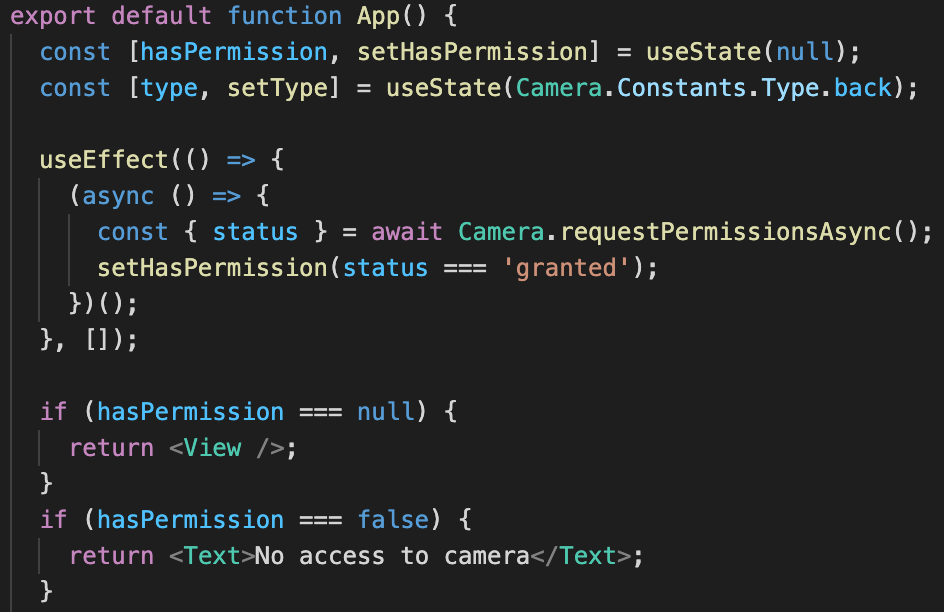 export default function App() {
  const [hasPermission, setHasPermission] = useState(null);
  const [type, setType] = useState(Camera.Constants.Type.back);

  useEffect(() => {
    (async () => {
      const { status } = await Camera.requestPermissionsAsync();
      setHasPermission(status === 'granted');
    })();
  }, []);

  if (hasPermission === null) {
    return <View />;
  }
  if (hasPermission === false) {
    return <Text>No access to camera</Text>;
  }